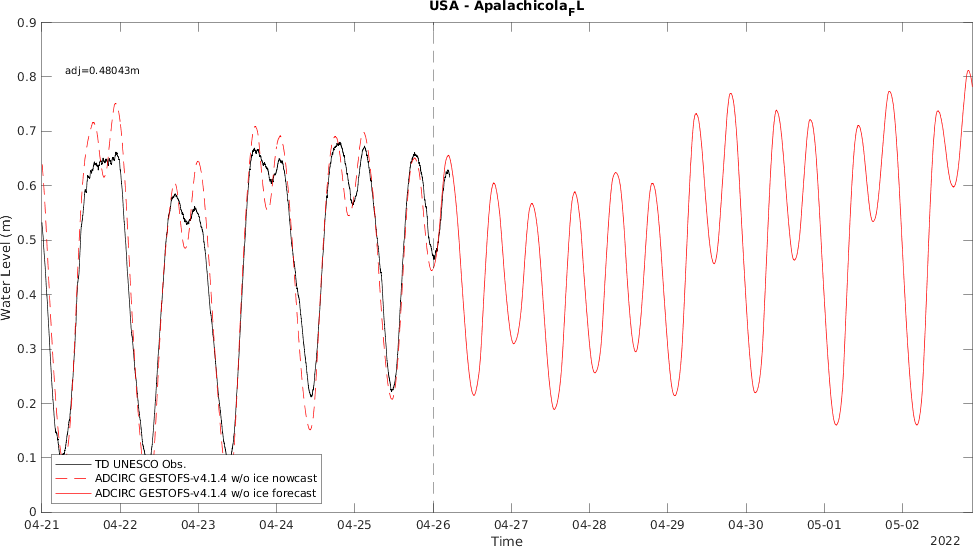 USA - Apalachicola_FL
0.9
0.8
0.7
0.6
0.5
0.4
0.3
0.2
0.1
0
Water Level (m)
adj=0.48043m
TD UNESCO Obs.
ADCIRC GESTOFS-v4.1.4 w/o ice nowcast
ADCIRC GESTOFS-v4.1.4 w/o ice forecast
04-21 04-22 04-23 04-24 04-25 04-26 04-27 04-28 04-29 04-30 05-01 05-02
Time
2022